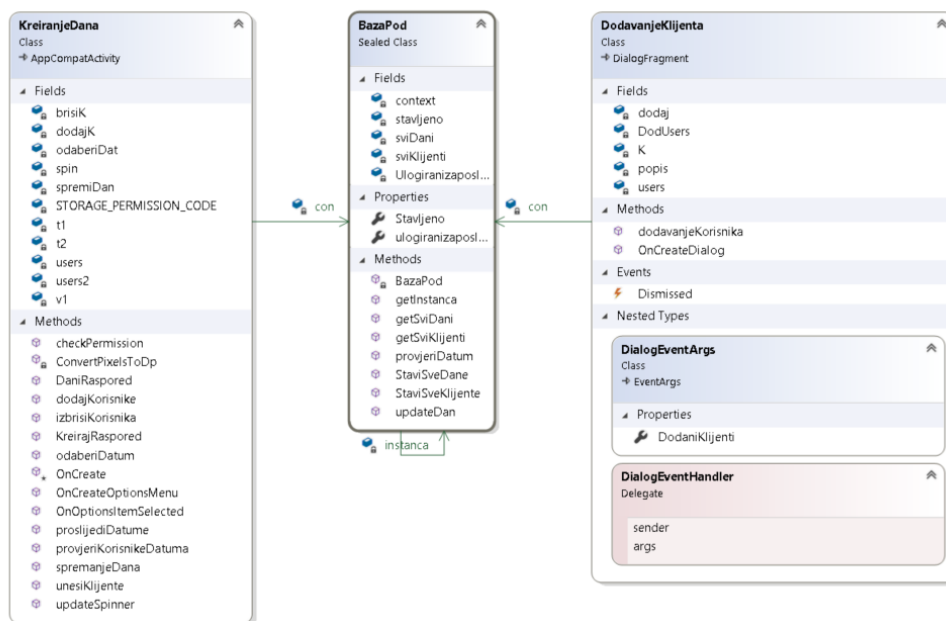 KreiranjeDana
Class
AppCompatActivity
Fields
brisiK
dodajK
odaberiDat
spin
spremiDan
STORAGE_PERMISSION_CODE
t1
t2
users
users2
v1
Methods
checkPermission
ConvertPixelsToDp
DaniRaspored
dodajKorisnike
izbrisiKorisnika
KreirajRaspored
odaberiDatum
OnCreate
OnCreateOptionsMenu
OnOptionsItemSelected
proslijediDatume
provjeriKorisnikeDatuma
spremanjeDana
unesiKlijente
updateSpinner
con
BazaPod
Sealed Class
Fields
context
stavljeno
sviDani
sviKlijenti
Ulogiranizaposl...
Properties
Stavljeno
ulogiranizaposl...
Methods
BazaPod
getInstanca
getSviDani
getSviKlijenti
provjeriDatum
StaviSveDane
StaviSveKlijente
updateDan
instanca
con
DodavanjeKlijenta
Class
DialogFragment
Fields
dodaj
DodUsers
K
popis
users
Methods
dodavanjeKorisnika
OnCreateDialog
Events
Dismissed
Nested Types
DialogEventArgs
Class
EventArgs
Properties
DodaniKlijenti
DialogEventHandler
Delegate
sender
args